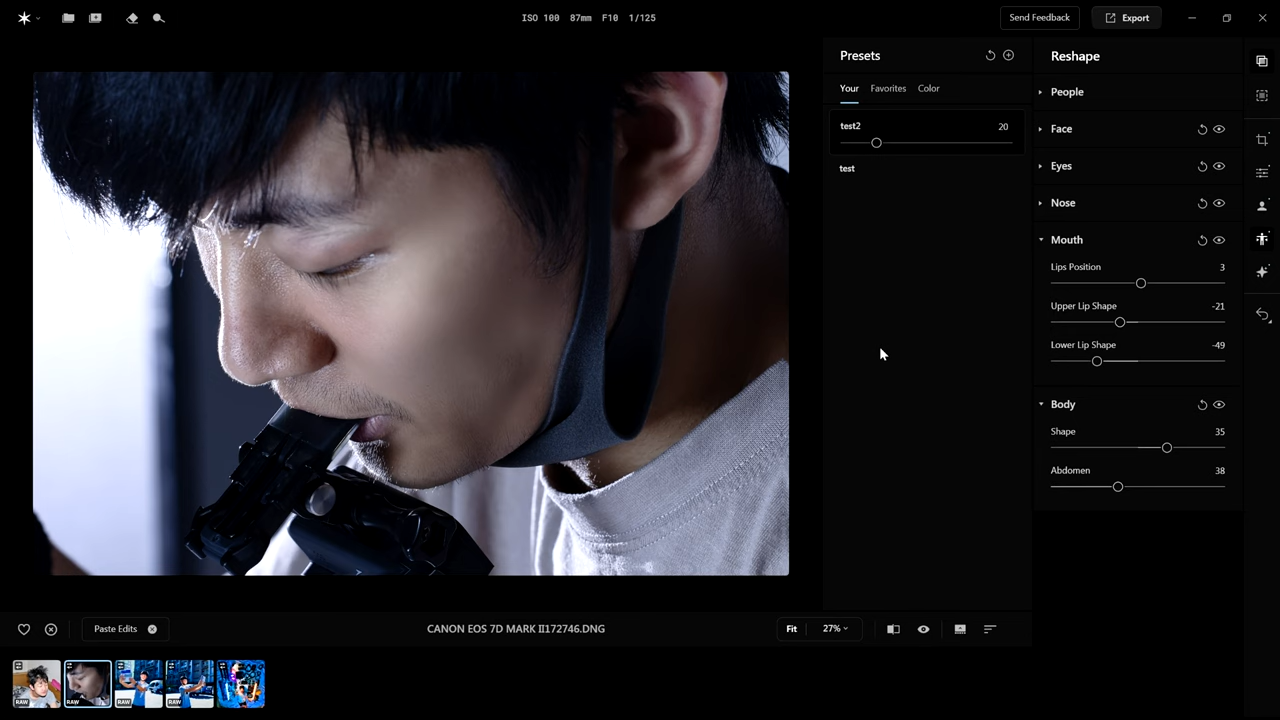 ISO 100 87mm F10 1/125
Send Feedback
Export
Presets
Your Favorites Color
test2 20
test
Reshape
People
Face
Eyes
Nose
Mouth
Lips Position 3
Upper Lip Shape -21
Lower Lip Shape -49
Body
Shape 35
Abdomen 38
Paste Edits
CANON EOS 7D MARK II172746.DNG
Fit 27%
RAW
RAW
RAW
RAW